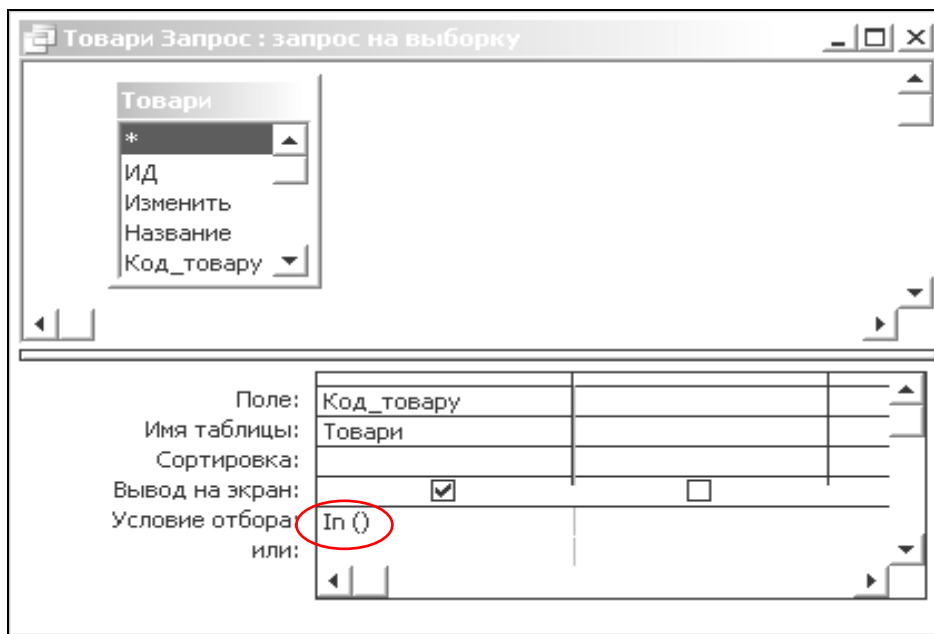 Товари Запрос : запрос на выборку
Товари
*
ИД
Изменить
Название
Код_товару
Поле: Код_товару
Имя таблицы: Товари
Сортировка:
Вывод на экран:
Условие отбора: In ()
или: